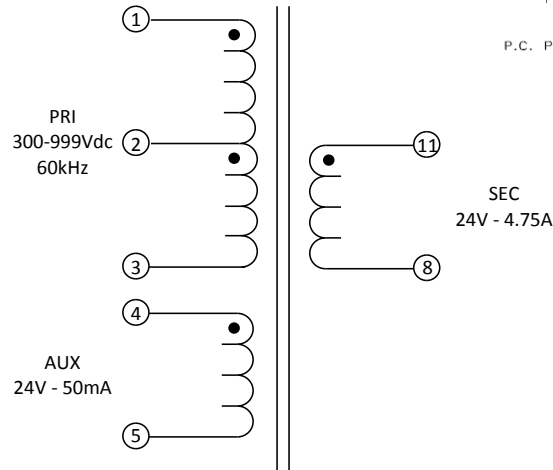 1
P.C. P
PRI
300-999Vdc
60kHz
2
11
SEC
24V - 4.75A
3
8
4
AUX
24V - 50mA
5